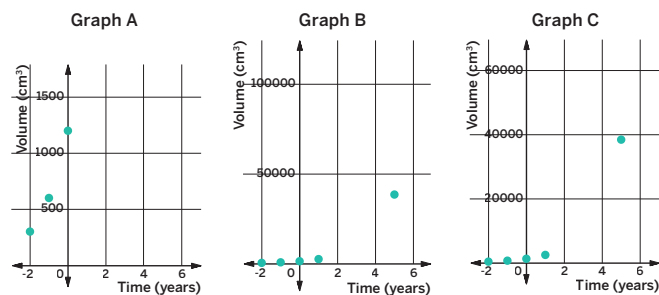 Graph A
Volume (cm³)
1500
1000
500
-2 0 2 4 6
Time (years)
Graph B
Volume (cm³)
100000
50000
-2 0 2 4 6
Time (years)
Graph C
Volume (cm³)
60000
40000
20000
-2 0 2 4 6
Time (years)